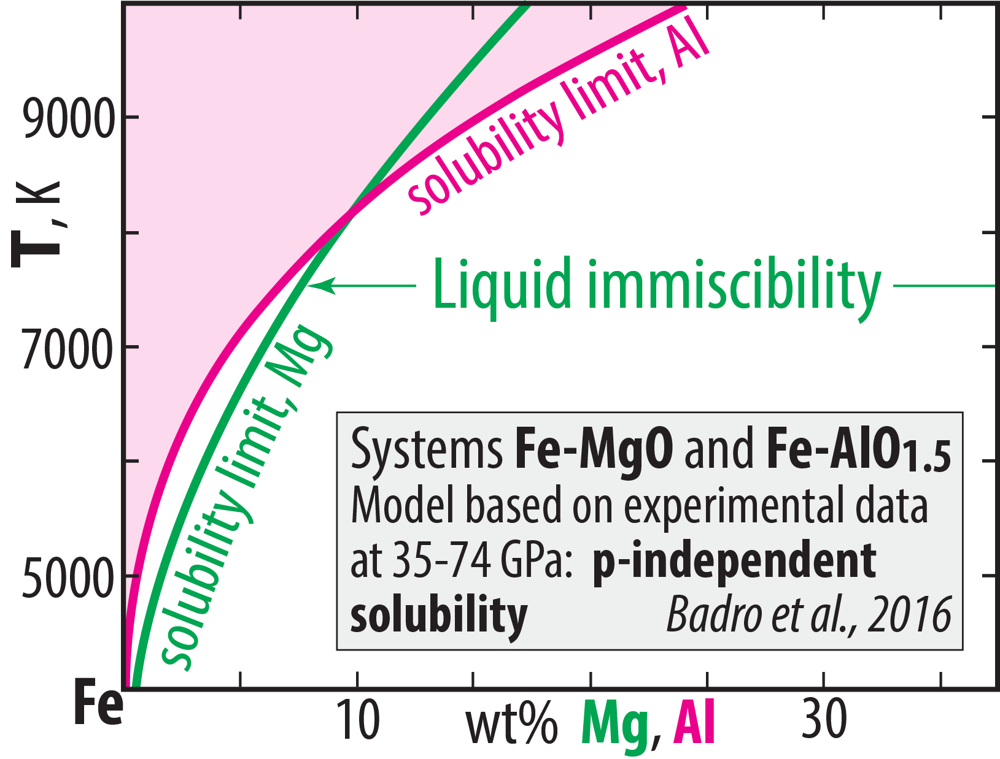 9000
7000
5000
T, K
solubility limit, Al
Liquid immiscibility
solubility limit, Mg
Systems Fe-MgO and Fe-AlO1.5
Model based on experimental data
at 35-74 GPa: p-independent
solubility Badro et al., 2016
Fe
10 wt% Mg, Al 30